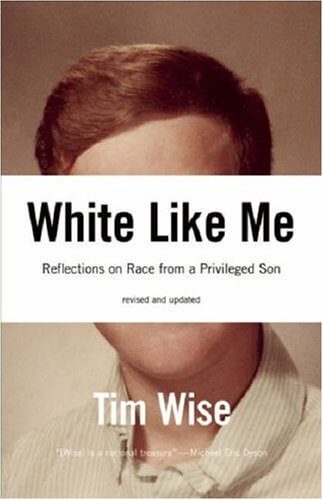 White Like Me
Reflections on Race from a Privileged Son
revised and updated
Tim Wise
"[Wise] is a national treasure"—Michael Eric Dyson